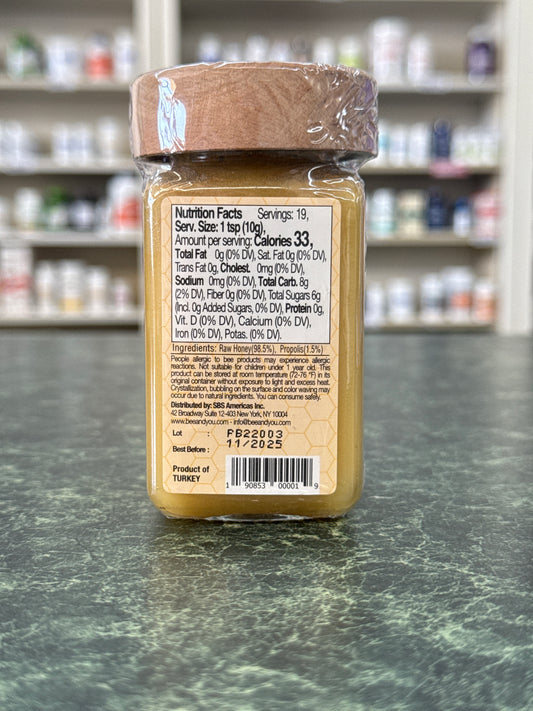 Nutrition Facts Servings: 19,
Serv. Size: 1 tsp (10g),
Amount per serving: Calories 33,
Total Fat 0g (0% DV), Sat. Fat 0g (0% DV),
Trans Fat 0g, Cholest. 0mg (0% DV),
Sodium 0mg (0% DV), Total Carb. 8g
(2% DV), Fiber 0g (0% DV), Total Sugars 6g
(Incl. 0g Added Sugars, 0% DV), Protein 0g,
Vit. D (0% DV), Calcium (0% DV),
Iron (0% DV), Potas. (0% DV).
Ingredients: Raw Honey(98.5%), Propolis(1.5%)
People allergic to bee products may experience allergic
reactions. Not suitable for children under 1 year old. This
product can be stored at room temperature (72-76 °F) in its
original container without exposure to light and excess heat.
Crystallization, bubbling on the surface and color waving may
occur due to natural ingredients. You can consume safely.
Distributed by: SBS Americas Inc.
42 Broadway Suite 12-403 New York, NY 10004
www.beeandyou.com - info@beeandyou.com
Lot : PB22003
Best Before : 11/2025
Product of
TURKEY
1 90853 00001 9